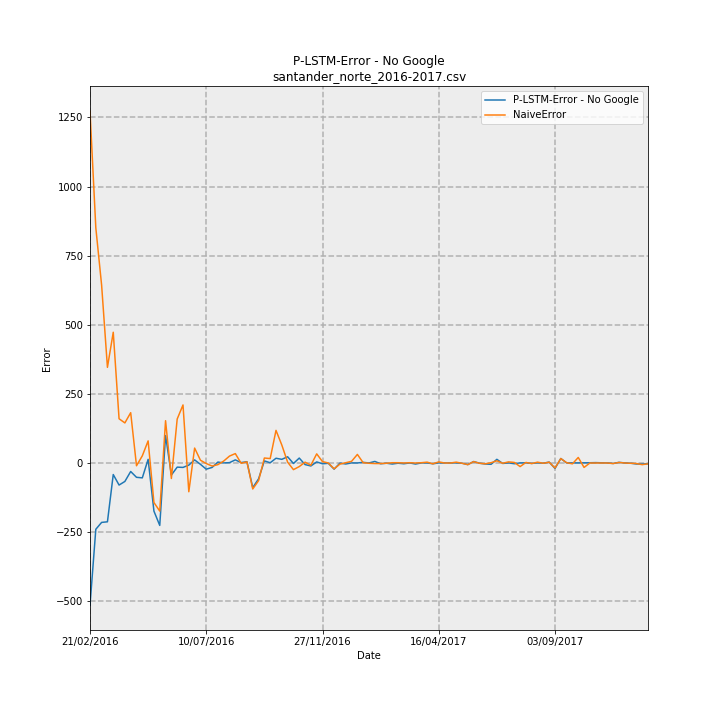 P-LSTM-Error - No Google
santander_norte_2016-2017.csv
P-LSTM-Error - No Google
NaiveError
1250
1000
750
500
250
0
−250
−500
Error
21/02/2016
10/07/2016
27/11/2016
16/04/2017
03/09/2017
Date